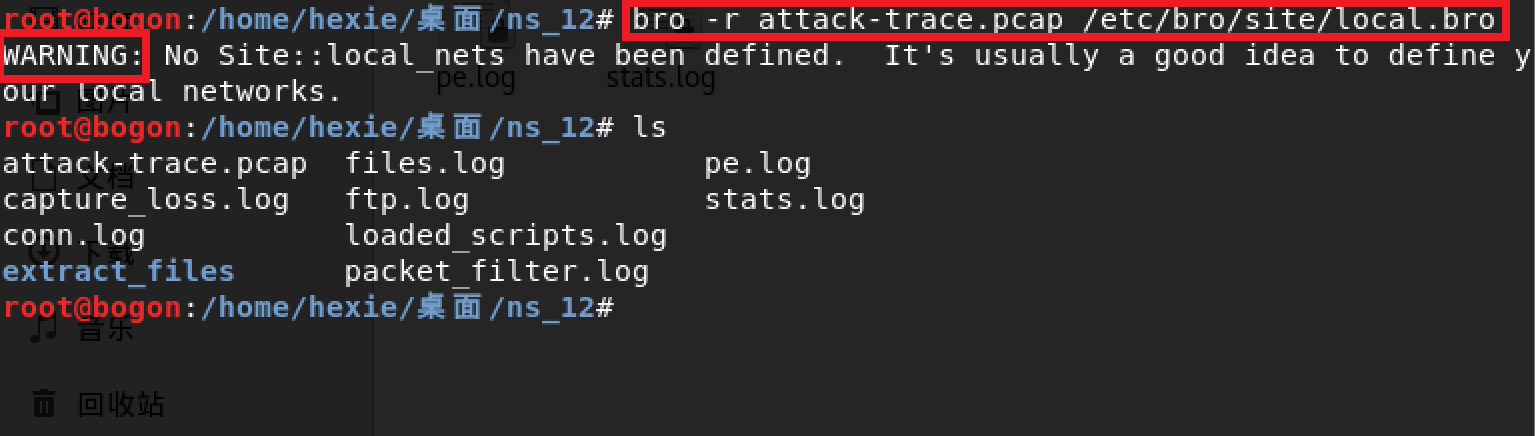 root@bogon:/home/hexie/桌面/ns_12# bro -r attack-trace.pcap /etc/bro/site/local.bro
WARNING: No Site::local_nets have been defined.  It's usually a good idea to define y
our local networks.
root@bogon:/home/hexie/桌面/ns_12# ls
attack-trace.pcap  files.log           pe.log
capture_loss.log   ftp.log             stats.log
conn.log           loaded_scripts.log
extract_files      packet_filter.log
root@bogon:/home/hexie/桌面/ns_12#
pe.log stats.log
图片
文档
下载
音乐
回收站